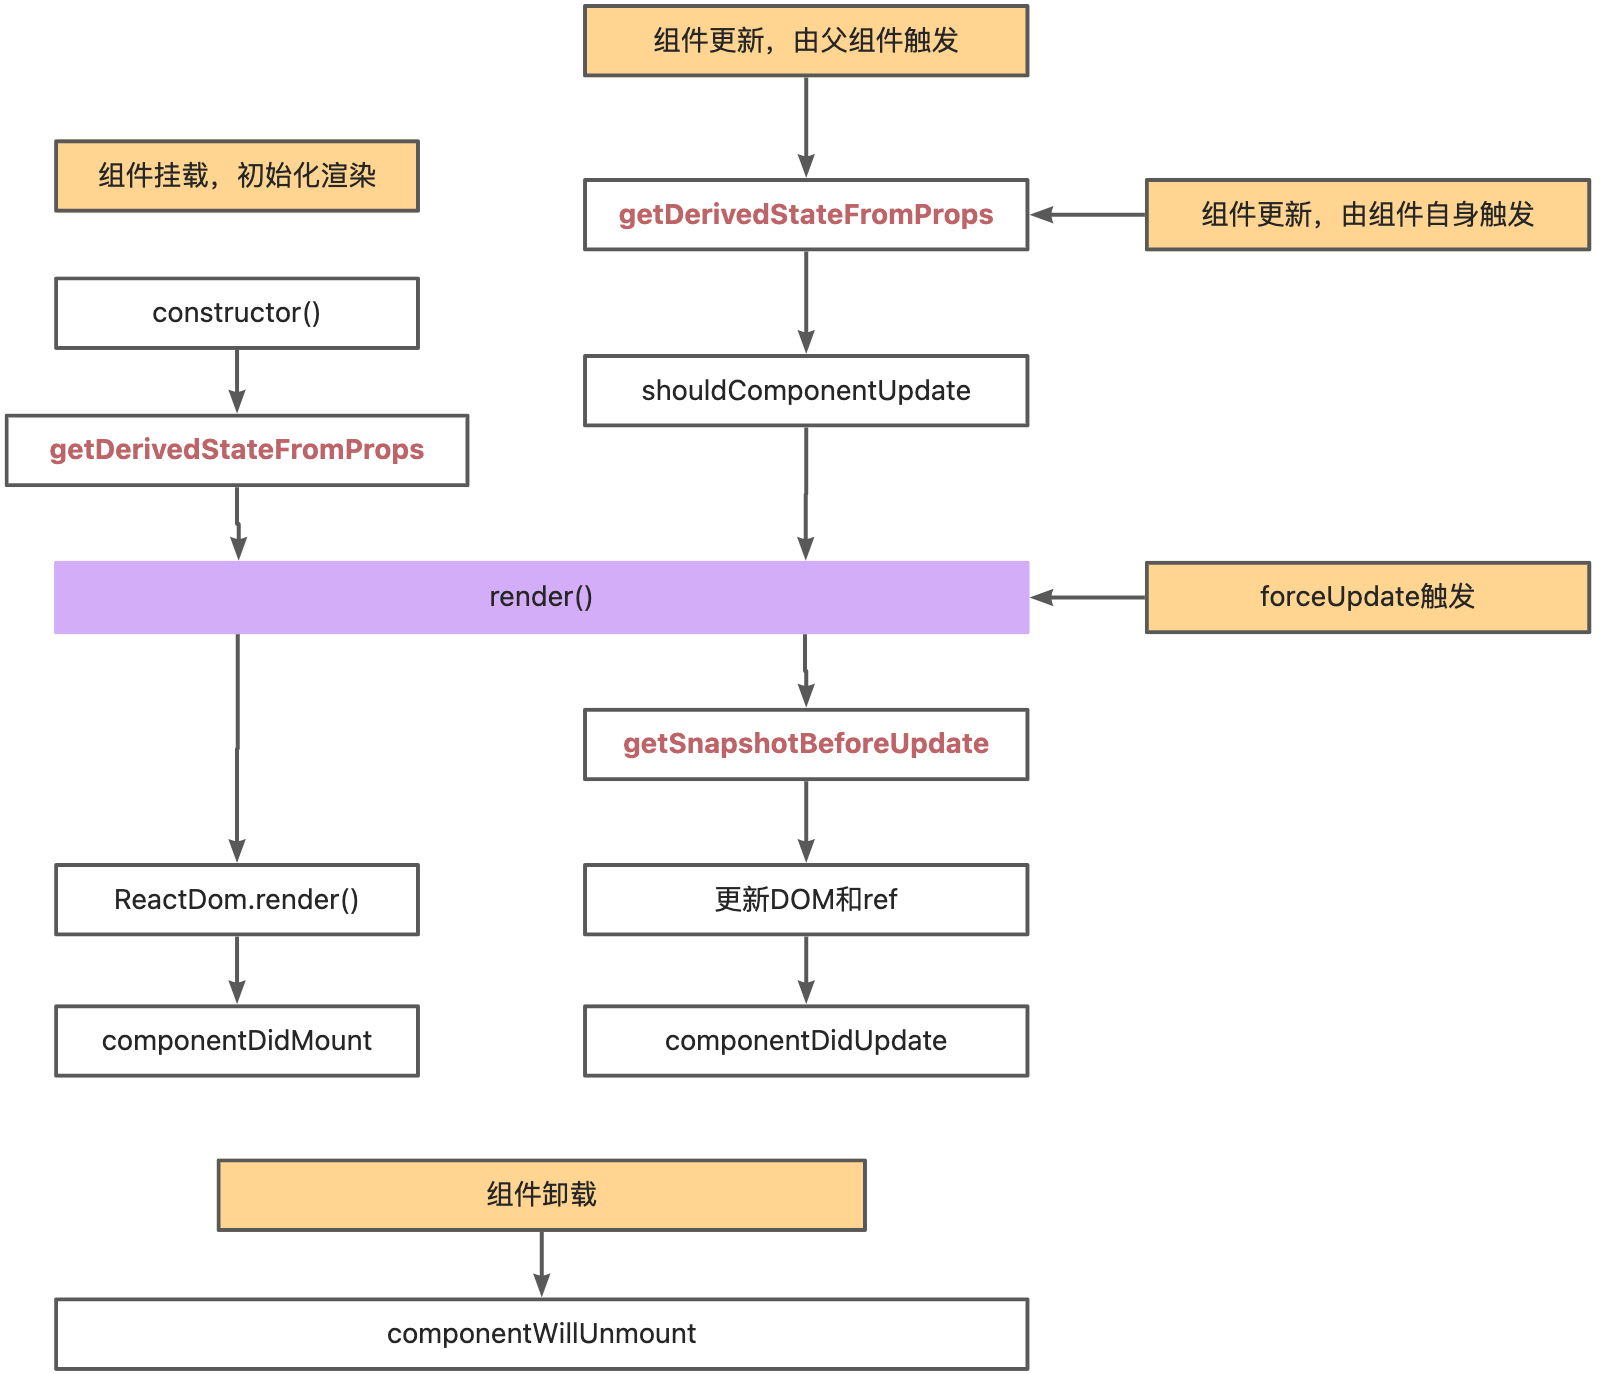 组件更新，由父组件触发
组件挂载，初始化渲染
getDerivedStateFromProps
组件更新，由组件自身触发
constructor()
shouldComponentUpdate
getDerivedStateFromProps
render()
forceUpdate触发
getSnapshotBeforeUpdate
ReactDom.render()
更新DOM和ref
componentDidMount
componentDidUpdate
组件卸载
componentWillUnmount